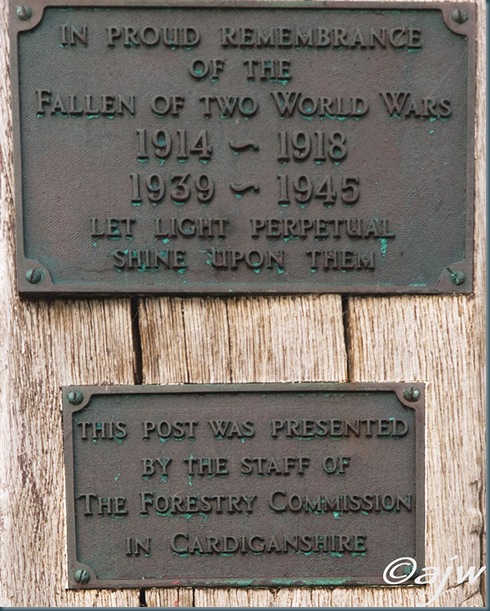 IN PROUD REMEMBRANCE
OF THE
FALLEN OF TWO WORLD WARS
1914 ~ 1918
1939 ~ 1945
LET LIGHT PERPETUAL
SHINE UPON THEM
THIS POST WAS PRESENTED
BY THE STAFF OF
THE FORESTRY COMMISSION
IN CARDIGANSHIRE
©ajw